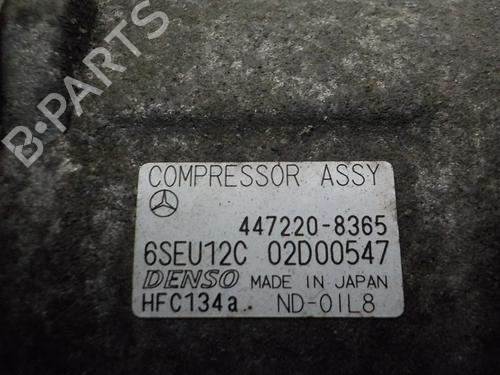 B-PARTS
COMPRESSOR ASSY
447220-8365
6SEU12C 02D00547
DENSO MADE IN JAPAN
HFC134a. ND-OIL8